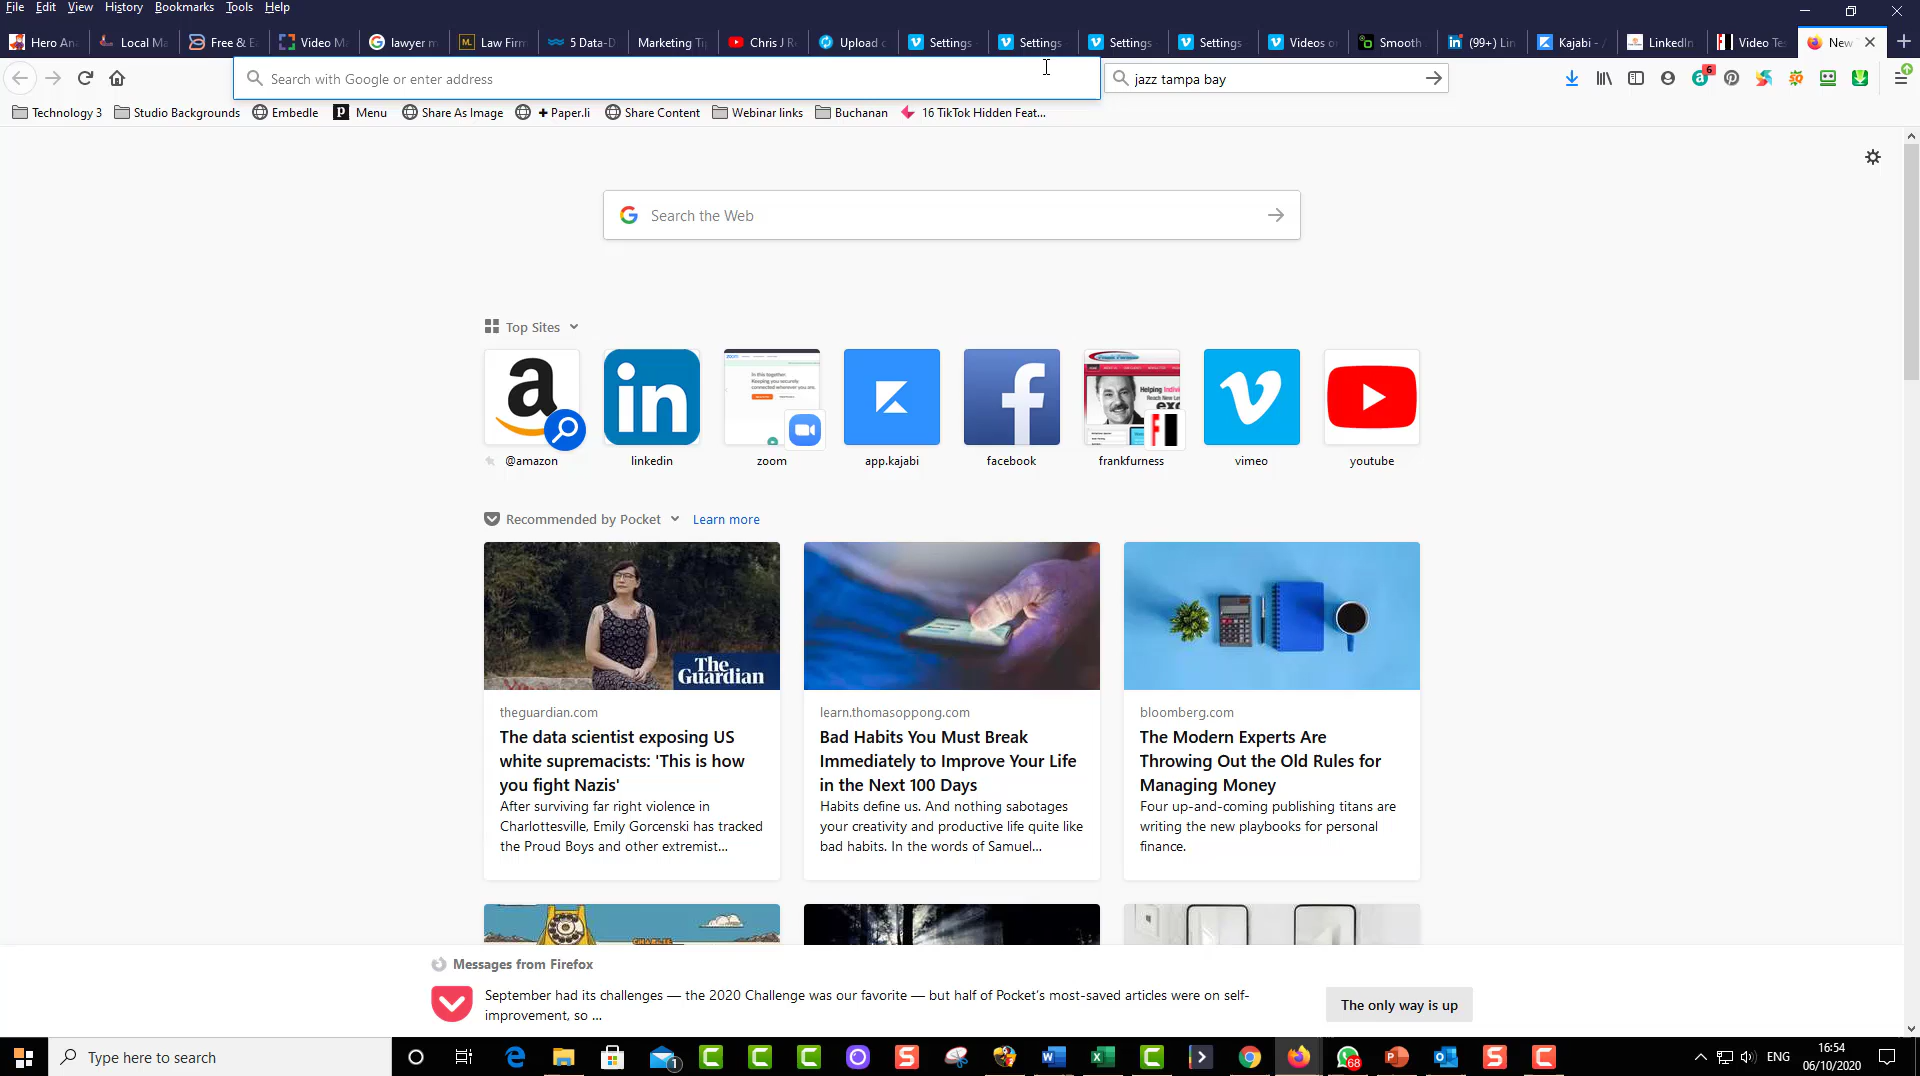 File Edit View History Bookmarks Tools Help
Hero An Local Ma Free & E Video M lawyer m Law Firm 5 Data-D Marketing Ti Chris J R Upload c Settings Settings Settings Settings Videos o Smooth (99+) Lin Kajabi - LinkedIn Video Te New
Search with Google or enter address jazz tampa bay 6
Technology 3 Studio Backgrounds Embedle Menu Share As Image + Paper.li Share Content Webinar links Buchanan 16 TikTok Hidden Feat...
Search the Web
Top Sites
@amazon linkedin zoom app.kajabi facebook frankfurness vimeo youtube
Recommended by Pocket Learn more
The Guardian
theguardian.com
The data scientist exposing US
white supremacists: 'This is how
you fight Nazis'
After surviving far right violence in
Charlottesville, Emily Gorcenski has tracked
the Proud Boys and other extremist...
learn.thomasoppong.com
Bad Habits You Must Break
Immediately to Improve Your Life
in the Next 100 Days
Habits define us. And nothing sabotages
your creativity and productive life quite like
bad habits. In the words of Samuel...
bloomberg.com
The Modern Experts Are
Throwing Out the Old Rules for
Managing Money
Four up-and-coming publishing titans are
writing the new playbooks for personal
finance.
Messages from Firefox
September had its challenges — the 2020 Challenge was our favorite — but half of Pocket's most-saved articles were on self-
improvement, so ...
The only way is up
Type here to search
1 68 ENG
16:54
06/10/2020